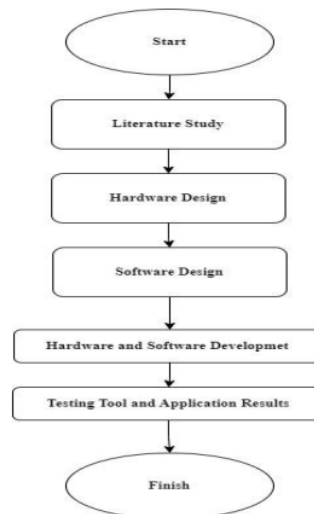 Start
Literature Study
Hardware Design
Software Design
Hardware and Software Developmet
Testing Tool and Application Results
Finish